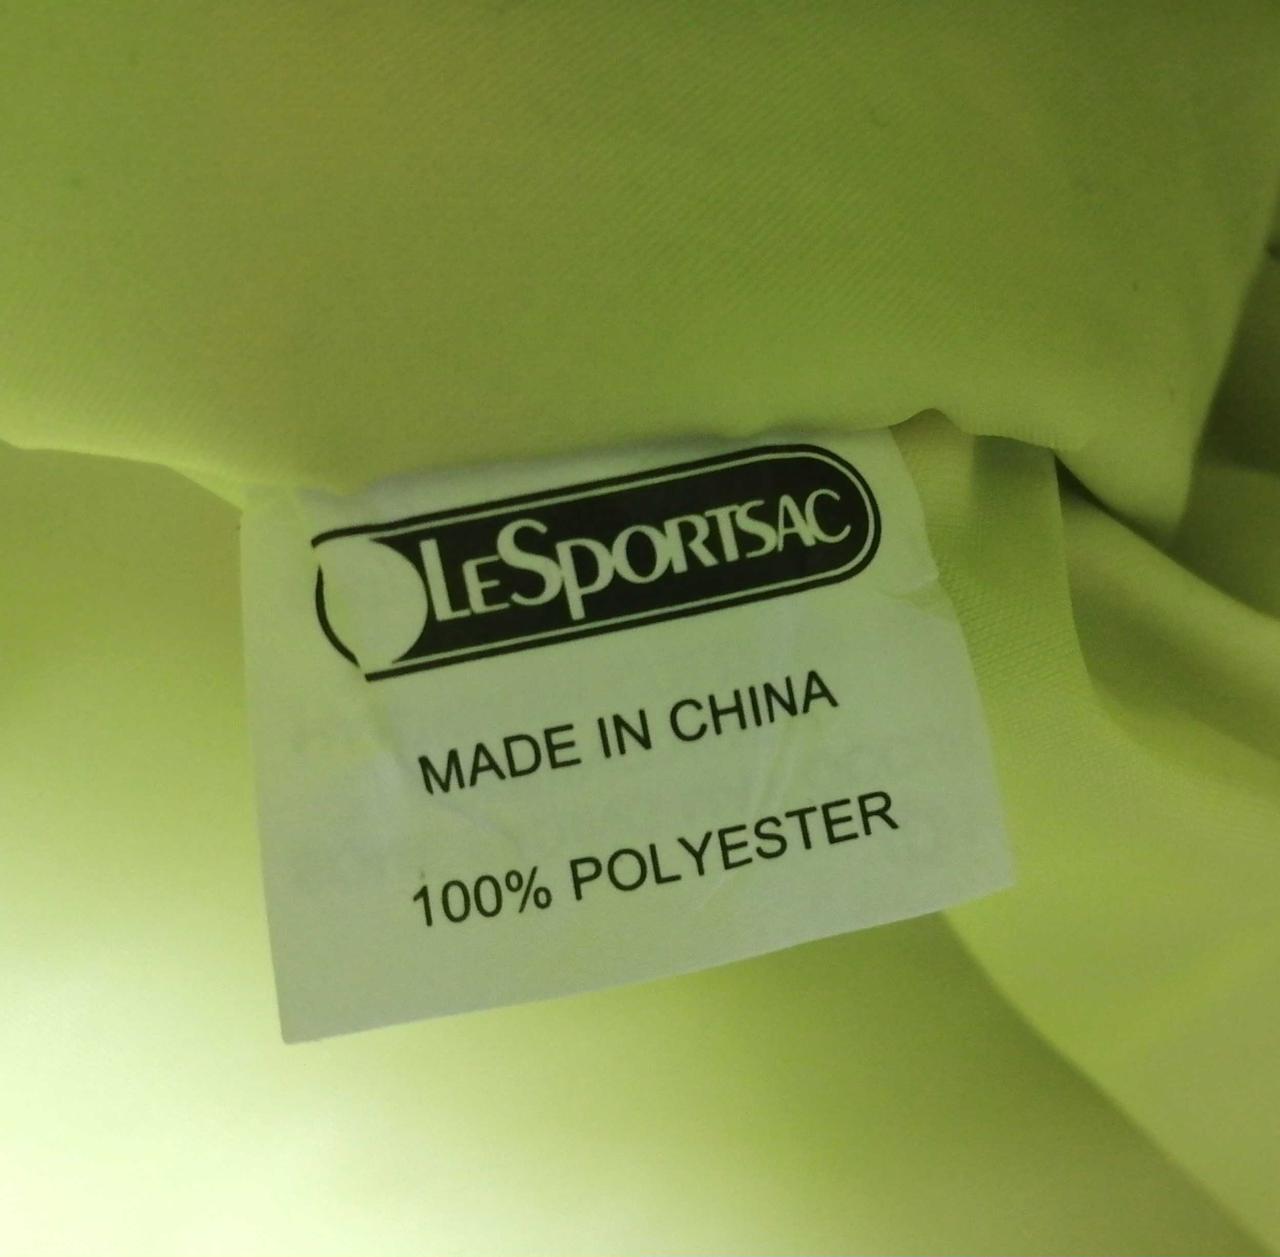 LESPORTSAC
MADE IN CHINA
100% POLYESTER